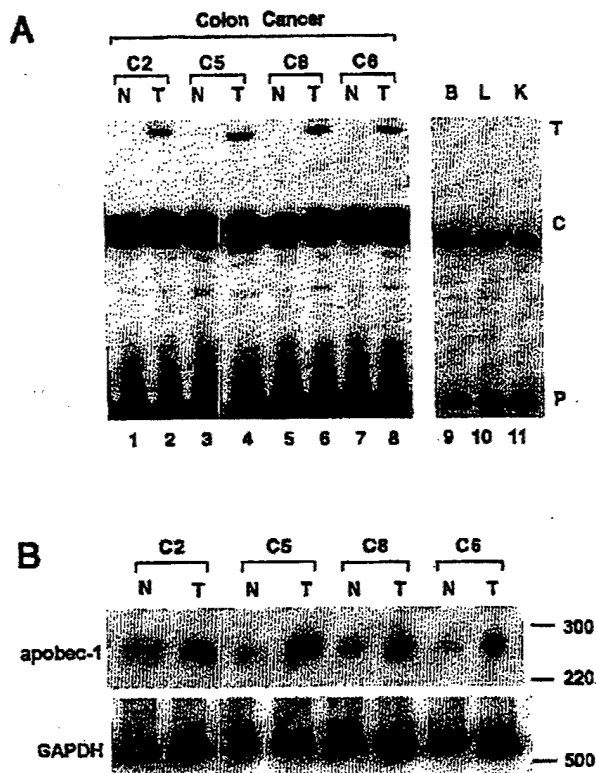 A
Colon Cancer
C2 C5 C8 C6
N T N T N T N T B L K
T
C
P
1 2 3 4 5 6 7 8 9 10 11
B
C2 C5 C8 C6
N T N T N T N T
apobec-1
300
220
GAPDH
500